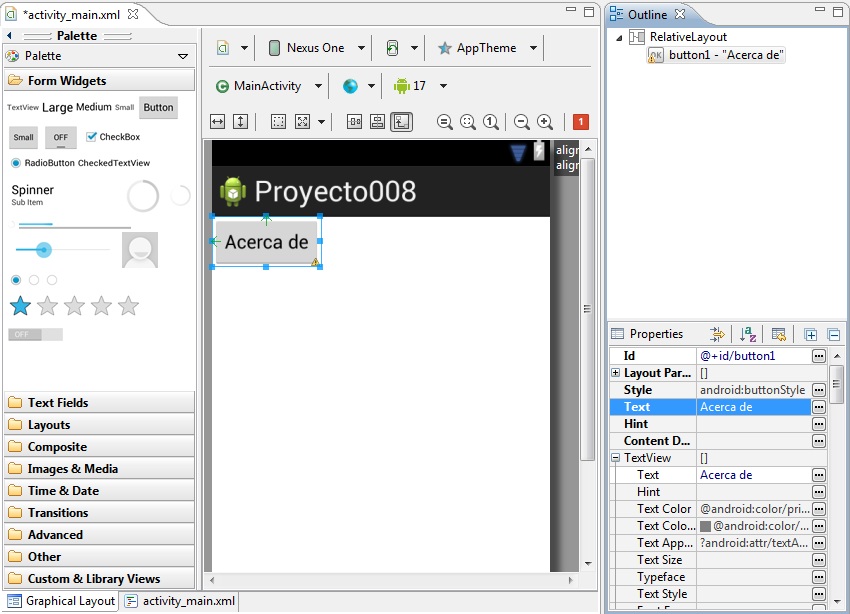 *activity_main.xml
Palette
Palette
Form Widgets
TextView Large Medium Small Button
Small OFF CheckBox
RadioButton CheckedTextView
Spinner
Sub Item
OFF
Text Fields
Layouts
Composite
Images & Media
Time & Date
Transitions
Advanced
Other
Custom & Library Views
Graphical Layout activity_main.xml
Nexus One AppTheme
MainActivity 17
1 1
align
align
Proyecto008
Acerca de
Outline
RelativeLayout
OK button1 - "Acerca de"
Properties
Id @+id/button1
Layout Par... []
Style android:buttonStyle
Text Acerca de
Hint
Content D...
TextView []
Text Acerca de
Hint
Text Color @android:color/pri...
Text Colo... @android:color/...
Text App... ?android:attr/textA...
Text Size
Typeface
Text Style